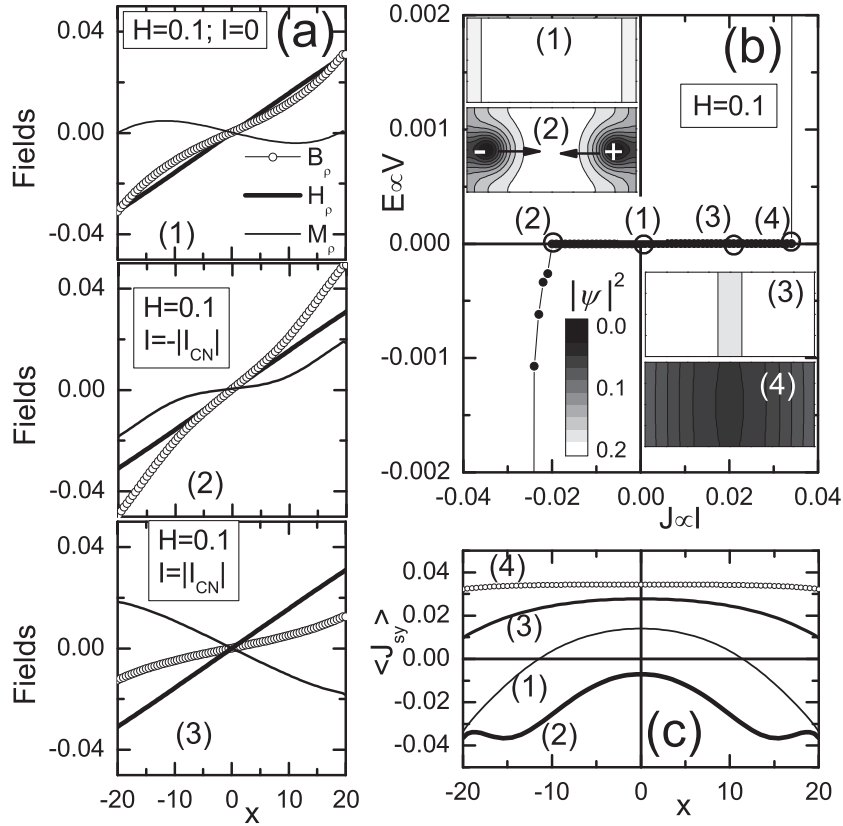 0.04
H=0.1; I=0
(a)
Fields
0.00
B_ρ
H_ρ
M_ρ
-0.04
(1)
0.04
H=0.1
I=-|I_CN|
Fields
0.00
-0.04
(2)
0.04
H=0.1
I=|I_CN|
Fields
0.00
-0.04
(3)
-20 -10 0 10 20
x
0.002
(1)
(b)
0.001
(2)
H=0.1
- +
E∝V
(2) (1) (3) (4)
0.000
|ψ|²
(3)
0.0
-0.001
0.1
(4)
0.2
-0.002
-0.04 -0.02 0.00 0.02 0.04
J∝I
0.04
(4)
0.02
(3)
<J_sy>
0.00
(1)
-0.02
(2)
(c)
-0.04
-20 -10 0 10 20
x